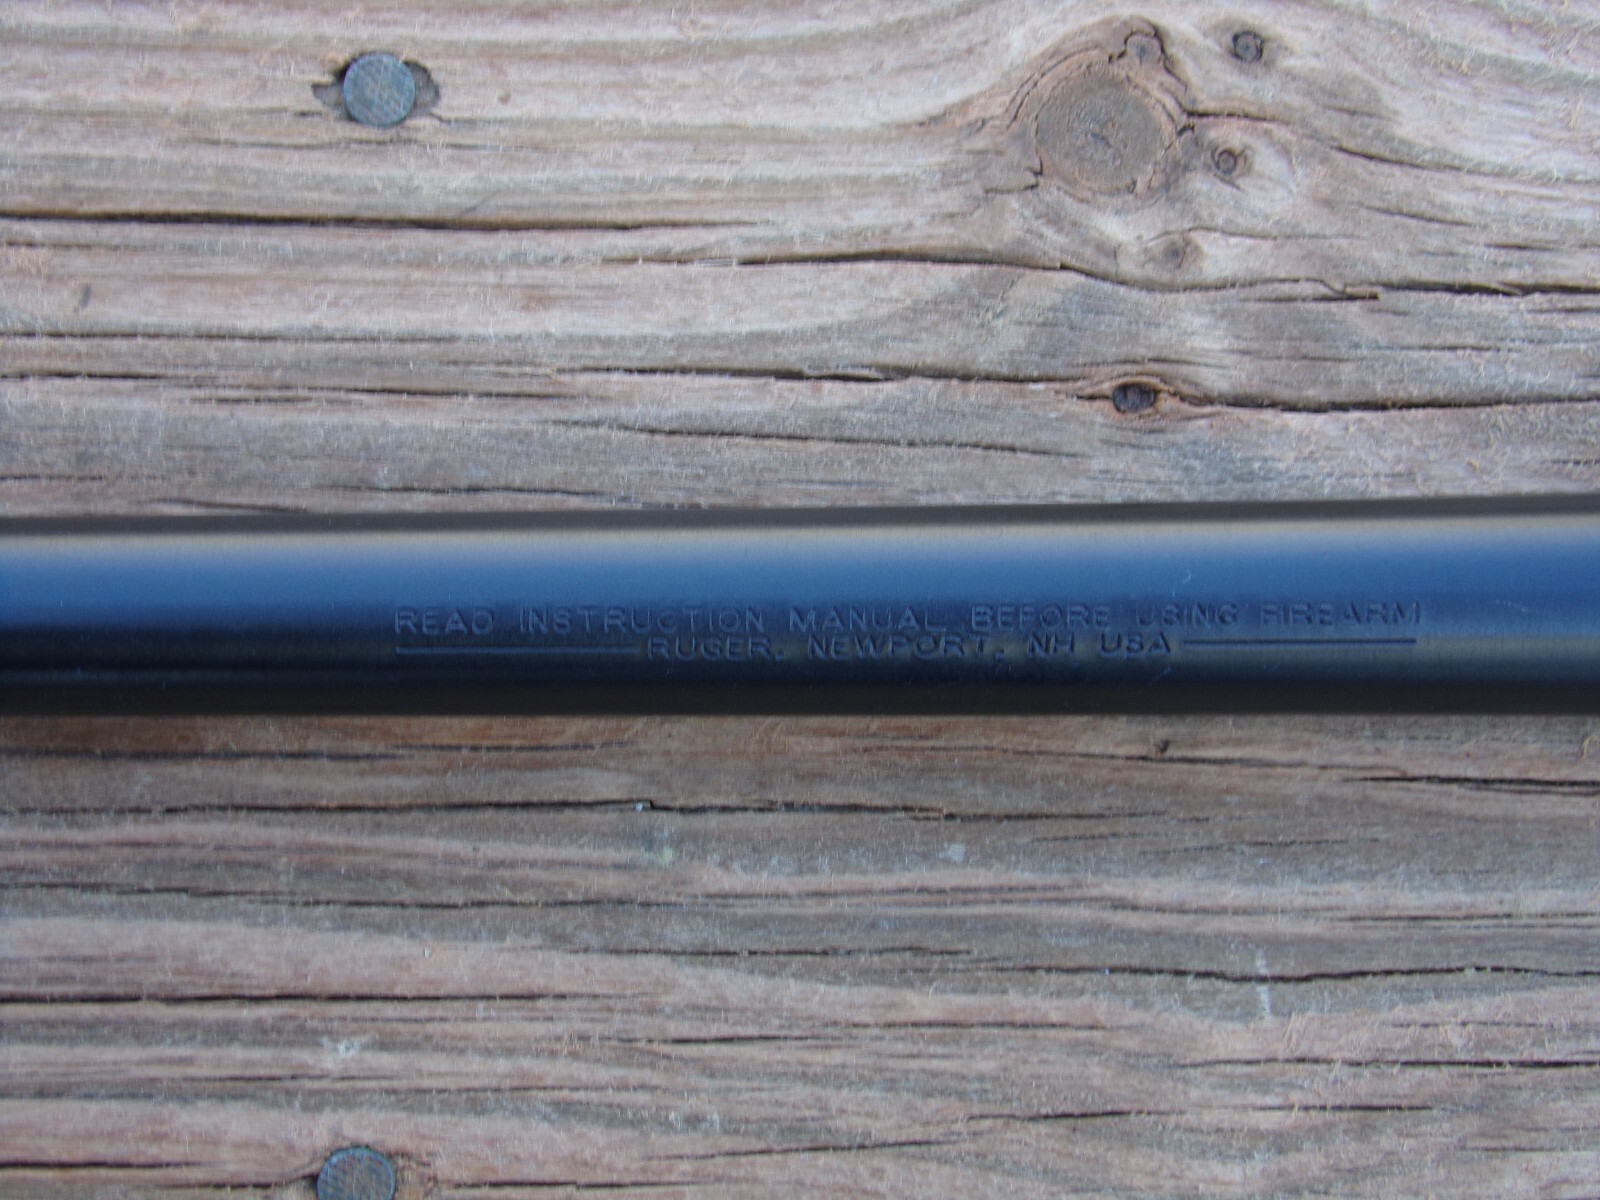 READ INSTRUCTION MANUAL BEFORE USING FIREARM
RUGER, NEWPORT, NH USA